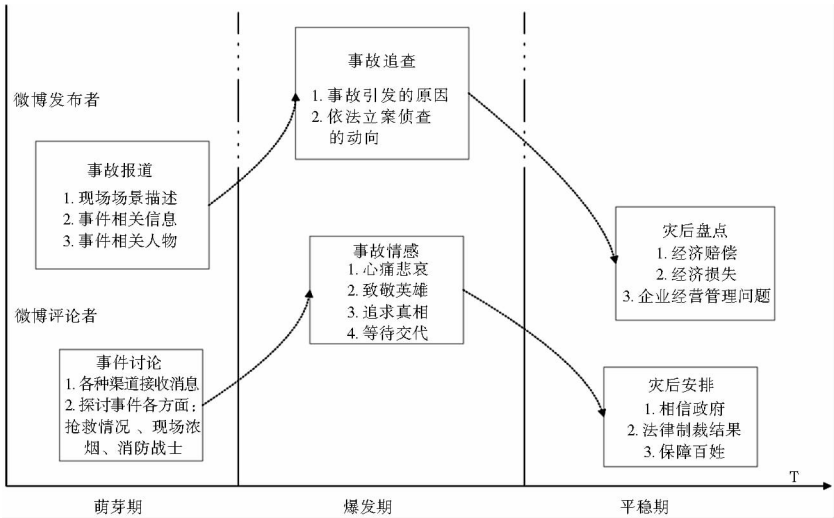 微博发布者
事故报道
1. 现场场景描述
2. 事件相关信息
3. 事件相关人物
事故追查
1. 事故引发的原因
2. 依法立案侦查
的动向
灾后盘点
1. 经济赔偿
2. 经济损失
3. 企业经营管理问题
微博评论者
事件讨论
1. 各种渠道接收消息
2. 探讨事件各方面：
抢救情况、现场浓
烟、消防战士
事故情感
1. 心痛悲哀
2. 致敬英雄
3. 追求真相
4. 等待交代
灾后安排
1. 相信政府
2. 法律制裁结果
3. 保障百姓
T
萌芽期
爆发期
平稳期